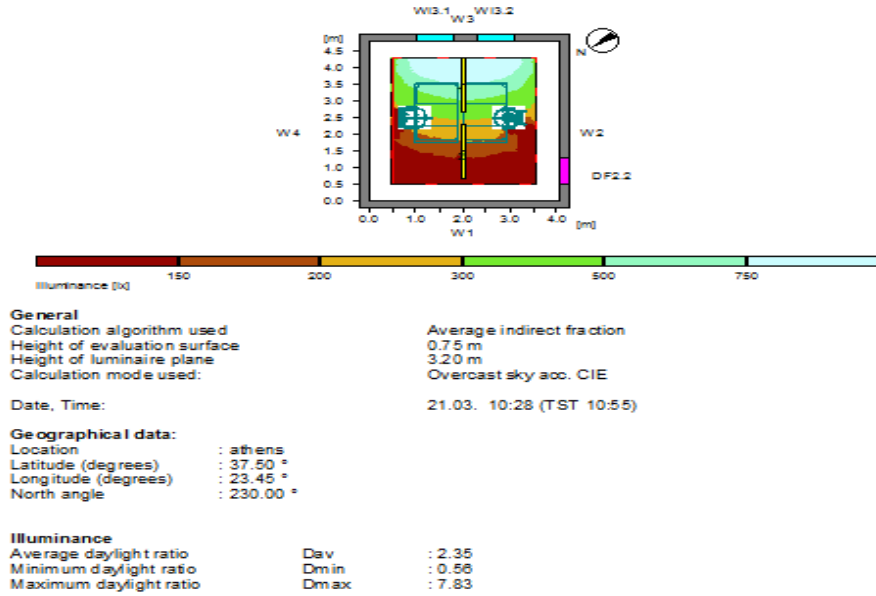 WI3.1 W3 WI3.2
[m]
N
4.5
4.0
3.5
3.0
2.5
2.0
1.5
1.0
0.5
0.0
W4
W2
DF2.2
0.0 1.0 2.0 3.0 4.0 [m]
W1
150 200 300 500 750
Illuminance [lx]
General
Calculation algorithm used Average indirect fraction
Height of evaluation surface 0.75 m
Height of luminaire plane 3.20 m
Calculation mode used: Overcast sky acc. CIE
Date, Time: 21.03. 10:28 (TST 10:55)
Geographical data:
Location : athens
Latitude (degrees) : 37.50 °
Longitude (degrees) : 23.45 °
North angle : 230.00 °
Illuminance
Average daylight ratio Dav : 2.35
Minimum daylight ratio Dmin : 0.56
Maximum daylight ratio Dmax : 7.83